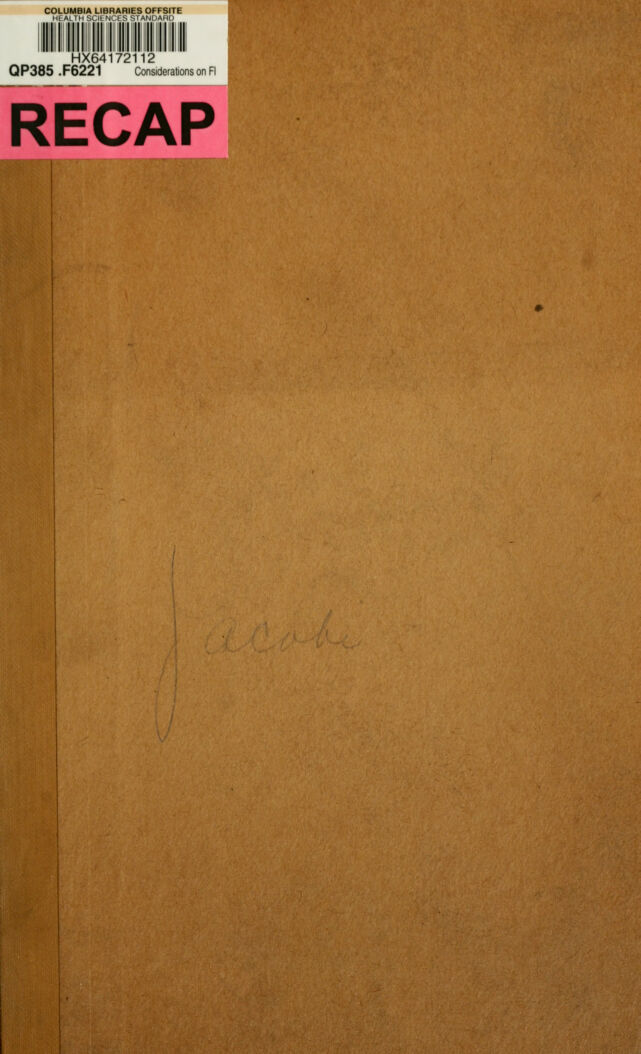 COLUMBIA LIBRARIES OFFSITE
HEALTH SCIENCES STANDARD
HX64172112
QP385 .F6221 Considerations on Fl
RECAP
Jacobi